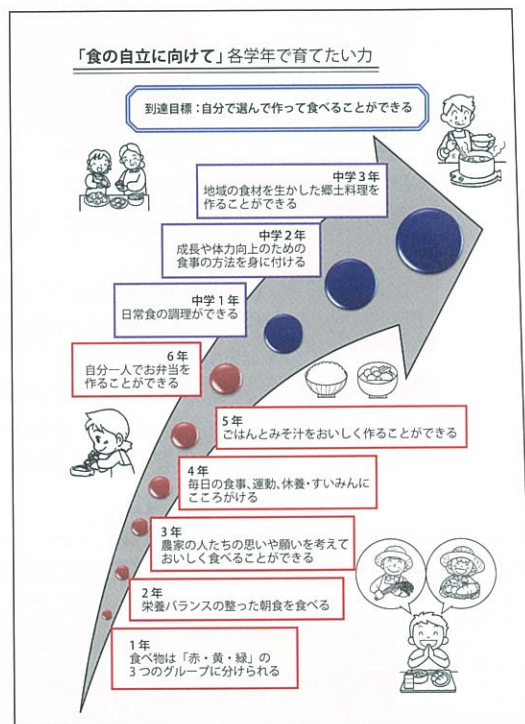 「食の自立に向けて」各学年で育てたい力
到達目標：自分で選んで作って食べることができる
中学3年
地域の食材を生かした郷土料理を
作ることができる
中学2年
成長や体力向上のための
食事の方法を身に付ける
中学1年
日常食の調理ができる
6年
自分一人でお弁当を
作ることができる
5年
ごはんとみそ汁をおいしく作ることができる
4年
毎日の食事、運動、休養・すいみんに
こころがける
3年
農家の人たちの思いや願いを考えて
おいしく食べることができる
2年
栄養バランスの整った朝食を食べる
1年
食べ物は「赤・黄・緑」の
3つのグループに分けられる